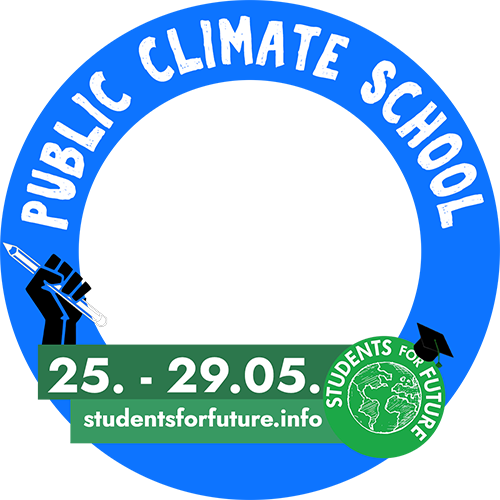 PUBLIC CLIMATE SCHOOL
25. - 29.05.
studentsforfuture.info
STUDENTS FOR FUTURE